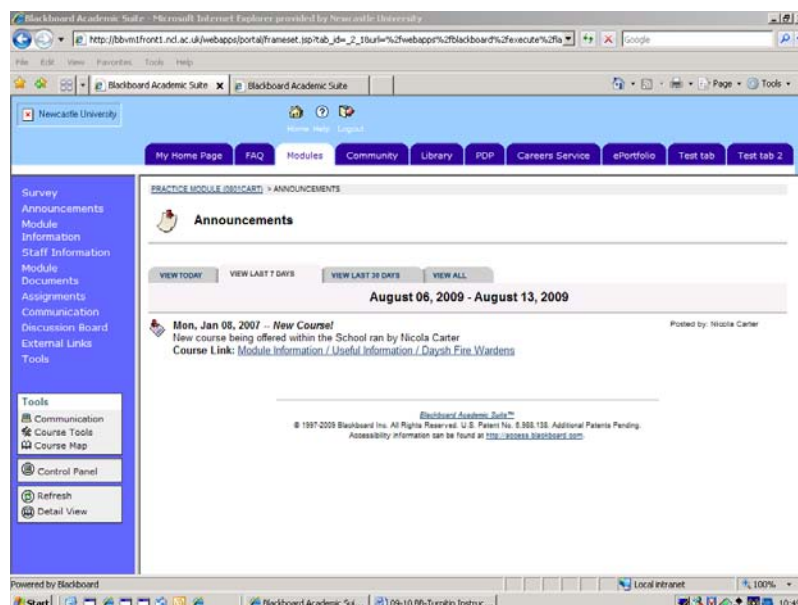 Blackboard Academic Suite - Microsoft Internet Explorer provided by Newcastle University
http://bbvm1front1.ncl.ac.uk/webapps/portal/frameset.jsp?tab_id=_2_1&url=%2fwebapps%2fblackboard%2fexecute%2fla
Google
File Edit View Favorites Tools Help
Blackboard Academic Suite
Blackboard Academic Suite
Page
Tools
Newcastle University
Home Help Logout
My Home Page
FAQ
Modules
Community
Library
PDP
Careers Service
ePortfolio
Test tab
Test tab 2
Survey
Announcements
Module
Information
Staff Information
Module
Documents
Assignments
Communication
Discussion Board
External Links
Tools
Tools
Communication
Course Tools
Course Map
Control Panel
Refresh
Detail View
PRACTICE MODULE (0801CART) > ANNOUNCEMENTS
Announcements
VIEW TODAY
VIEW LAST 7 DAYS
VIEW LAST 30 DAYS
VIEW ALL
August 06, 2009 - August 13, 2009
Mon, Jan 08, 2007 -- New Course!
Posted by: Nicola Carter
New course being offered within the School ran by Nicola Carter
Course Link: Module Information / Useful Information / Daysh Fire Wardens
Blackboard Academic Suite™
© 1997-2009 Blackboard Inc. All Rights Reserved. U.S. Patent No. 6,988,138. Additional Patents Pending.
Accessibility information can be found at http://access.blackboard.com.
Powered by Blackboard
Local intranet
100%
Start
Blackboard Academic Sui...
09-10 BB-Turnitin Instruc...